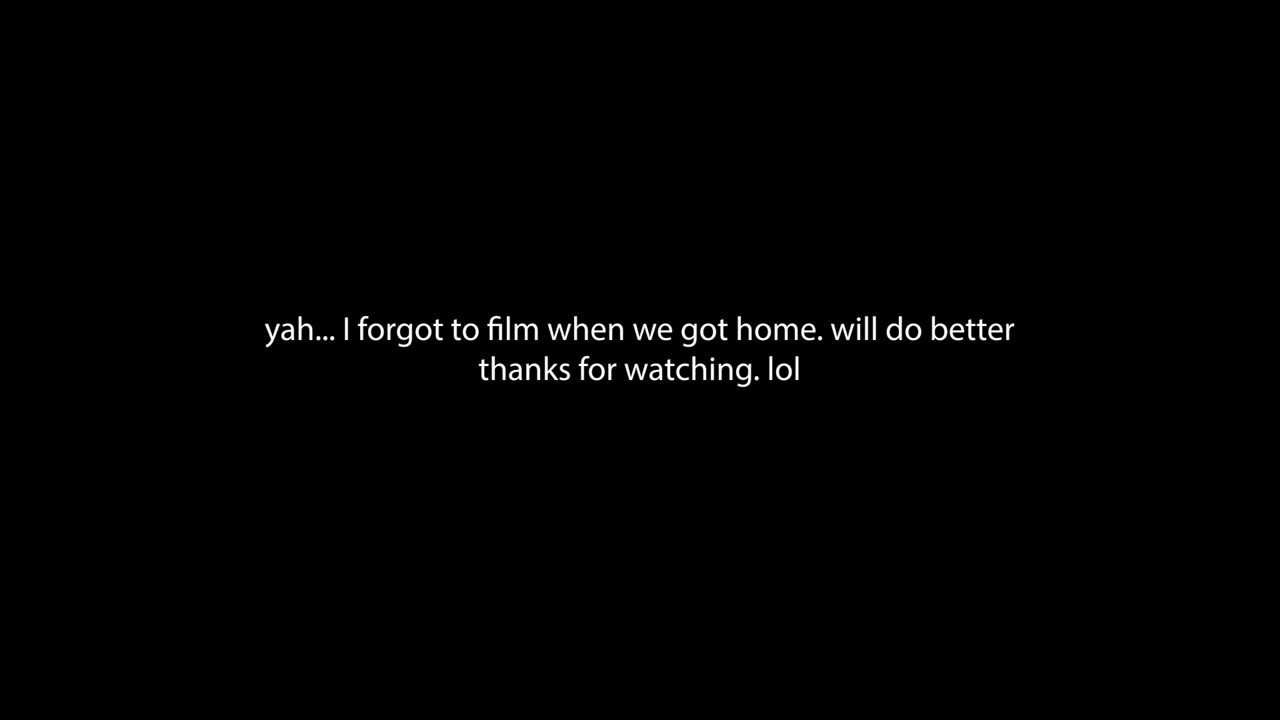 yah... I forgot to film when we got home. will do better
thanks for watching. lol